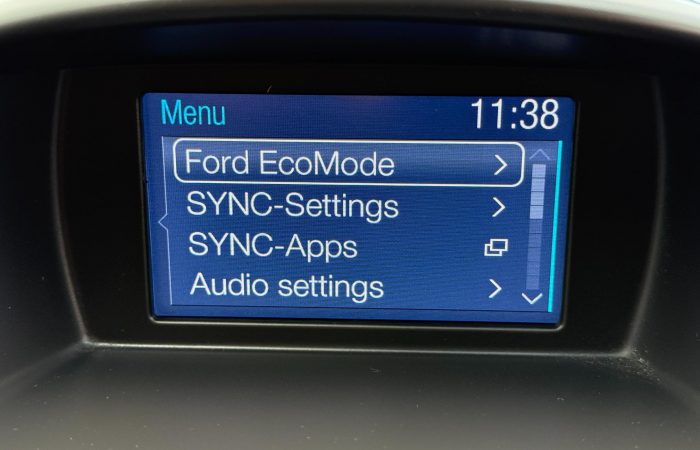 Menu 11:38
Ford EcoMode
SYNC-Settings
SYNC-Apps
Audio settings